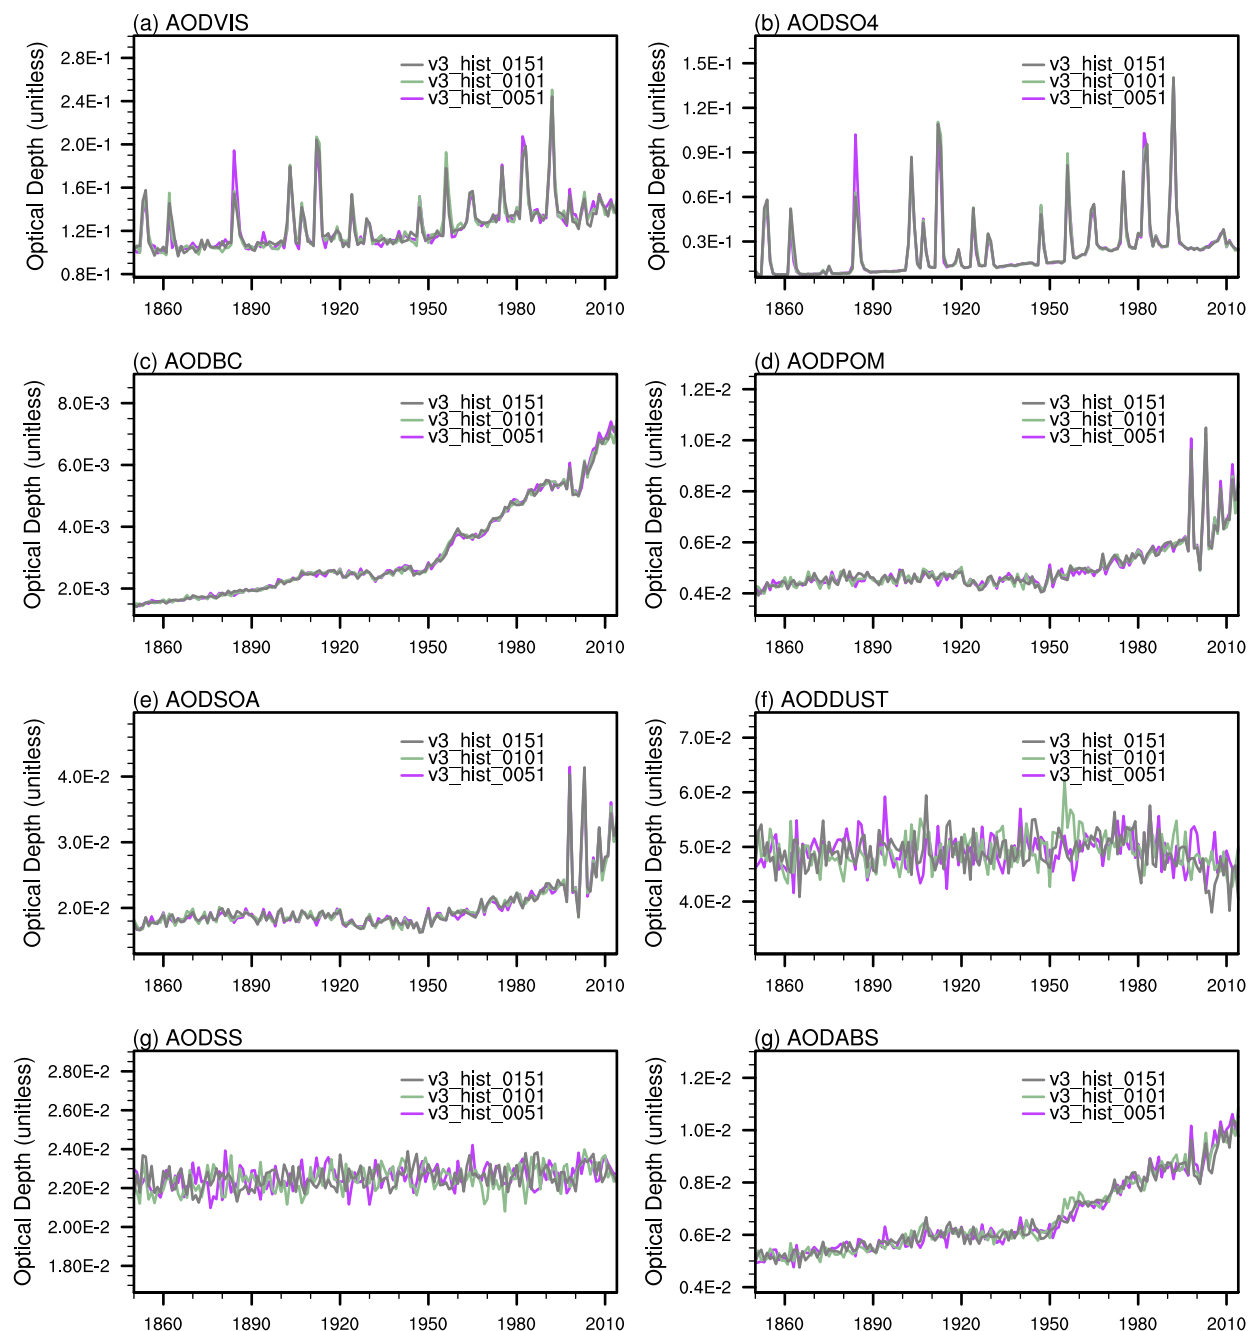 (a) AODVIS
Optical Depth (unitless)
2.8E-1
2.4E-1
2.0E-1
1.6E-1
1.2E-1
0.8E-1
v3_hist_0151
v3_hist_0101
v3_hist_0051
1860 1890 1920 1950 1980 2010
(b) AODSO4
Optical Depth (unitless)
1.5E-1
1.2E-1
0.9E-1
0.6E-1
0.3E-1
v3_hist_0151
v3_hist_0101
v3_hist_0051
1860 1890 1920 1950 1980 2010
(c) AODBC
Optical Depth (unitless)
8.0E-3
6.0E-3
4.0E-3
2.0E-3
v3_hist_0151
v3_hist_0101
v3_hist_0051
1860 1890 1920 1950 1980 2010
(d) AODPOM
Optical Depth (unitless)
1.2E-2
1.0E-2
0.8E-2
0.6E-2
0.4E-2
v3_hist_0151
v3_hist_0101
v3_hist_0051
1860 1890 1920 1950 1980 2010
(e) AODSOA
Optical Depth (unitless)
4.0E-2
3.0E-2
2.0E-2
v3_hist_0151
v3_hist_0101
v3_hist_0051
1860 1890 1920 1950 1980 2010
(f) AODDUST
Optical Depth (unitless)
7.0E-2
6.0E-2
5.0E-2
4.0E-2
v3_hist_0151
v3_hist_0101
v3_hist_0051
1860 1890 1920 1950 1980 2010
(g) AODSS
Optical Depth (unitless)
2.80E-2
2.60E-2
2.40E-2
2.20E-2
2.00E-2
1.80E-2
v3_hist_0151
v3_hist_0101
v3_hist_0051
1860 1890 1920 1950 1980 2010
(g) AODABS
Optical Depth (unitless)
1.2E-2
1.0E-2
0.8E-2
0.6E-2
0.4E-2
v3_hist_0151
v3_hist_0101
v3_hist_0051
1860 1890 1920 1950 1980 2010